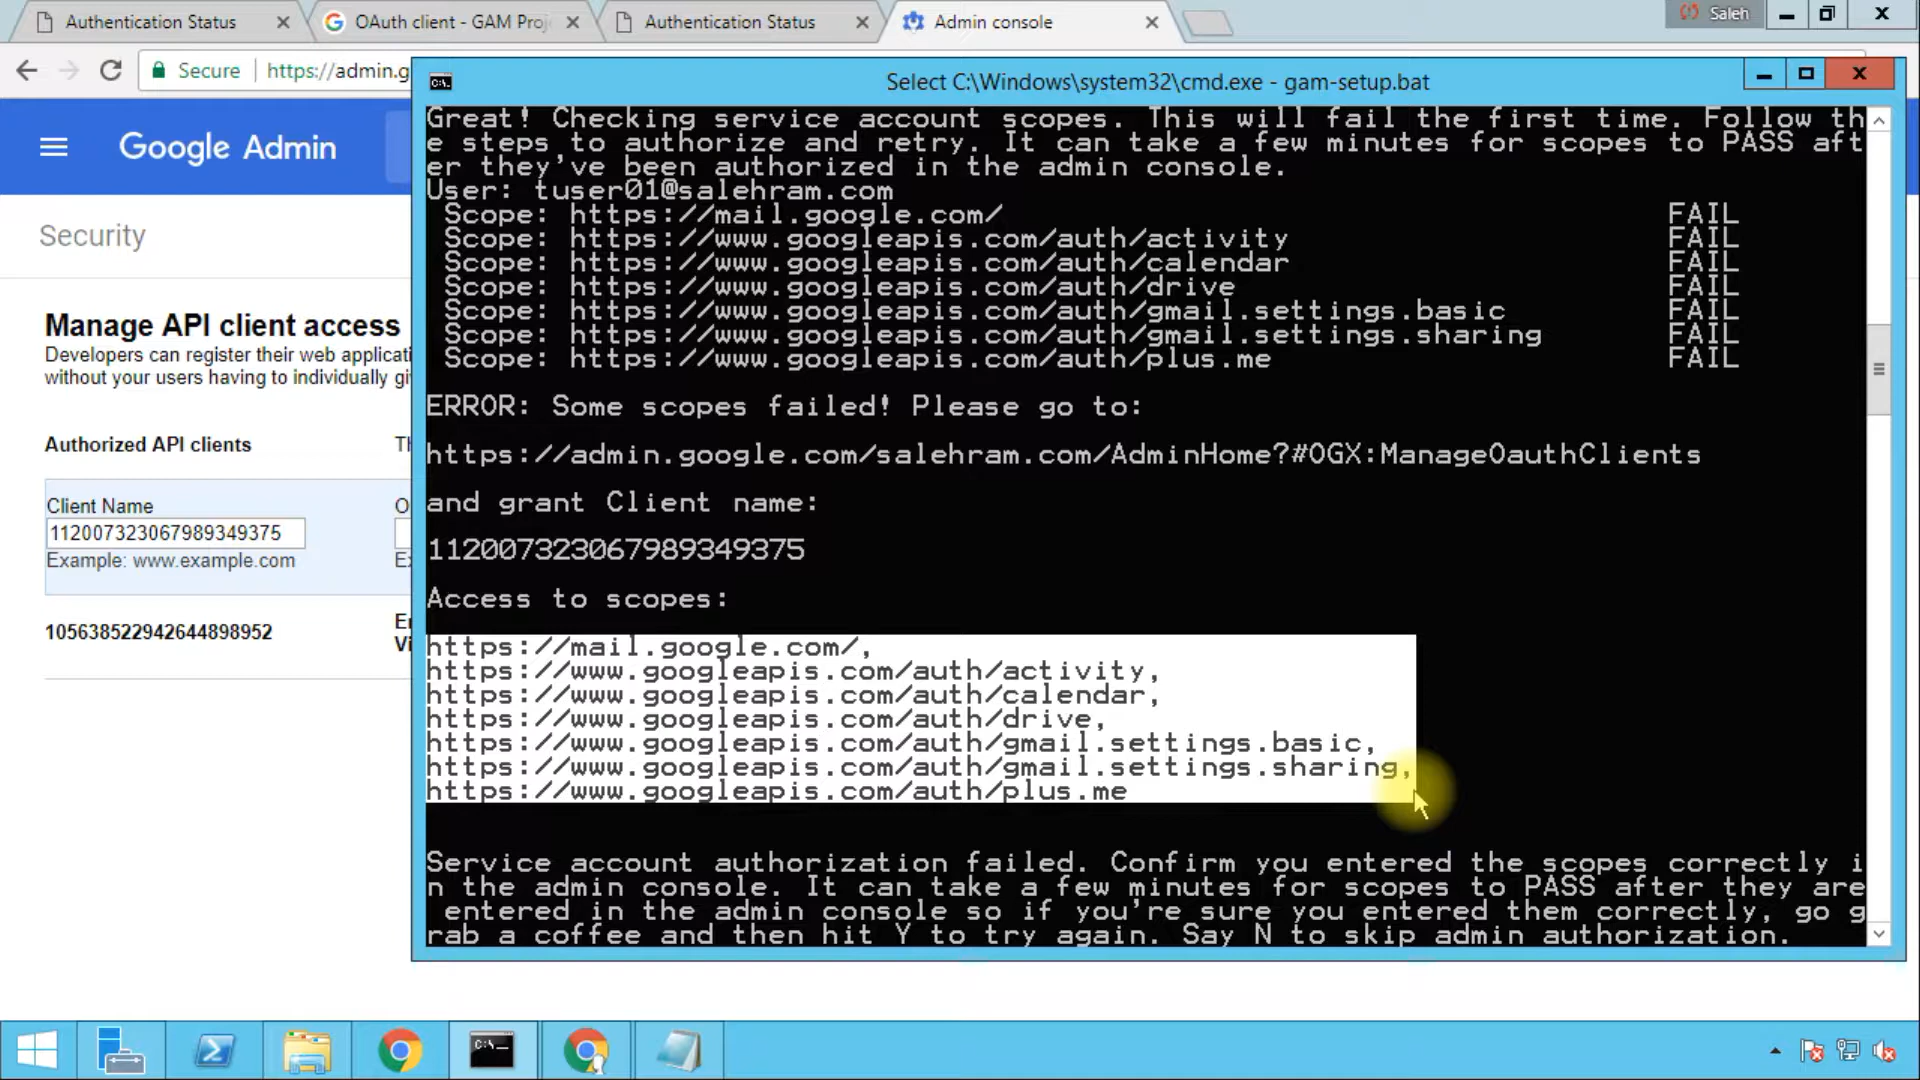 Authentication Status
OAuth client - GAM Proj
Authentication Status
Admin console
Saleh
Secure
https://admin.g
Google Admin
Security
Manage API client access
Developers can register their web applicati
without your users having to individually gi
Authorized API clients
Th
Client Name
O
112007323067989349375
Example: www.example.com
Ex
105638522942644898952
Er
Vi
Select C:\Windows\system32\cmd.exe - gam-setup.bat
Great! Checking service account scopes. This will fail the first time. Follow th
e steps to authorize and retry. It can take a few minutes for scopes to PASS aft
er they've been authorized in the admin console.
User: tuser01@salehram.com
Scope: https://mail.google.com/ FAIL
Scope: https://www.googleapis.com/auth/activity FAIL
Scope: https://www.googleapis.com/auth/calendar FAIL
Scope: https://www.googleapis.com/auth/drive FAIL
Scope: https://www.googleapis.com/auth/gmail.settings.basic FAIL
Scope: https://www.googleapis.com/auth/gmail.settings.sharing FAIL
Scope: https://www.googleapis.com/auth/plus.me FAIL
ERROR: Some scopes failed! Please go to:
https://admin.google.com/salehram.com/AdminHome?#OGX:ManageOauthClients
and grant Client name:
112007323067989349375
Access to scopes:
https://mail.google.com/,
https://www.googleapis.com/auth/activity,
https://www.googleapis.com/auth/calendar,
https://www.googleapis.com/auth/drive,
https://www.googleapis.com/auth/gmail.settings.basic,
https://www.googleapis.com/auth/gmail.settings.sharing,
https://www.googleapis.com/auth/plus.me
Service account authorization failed. Confirm you entered the scopes correctly i
n the admin console. It can take a few minutes for scopes to PASS after they are
entered in the admin console so if you're sure you entered them correctly, go g
rab a coffee and then hit Y to try again. Say N to skip admin authorization.